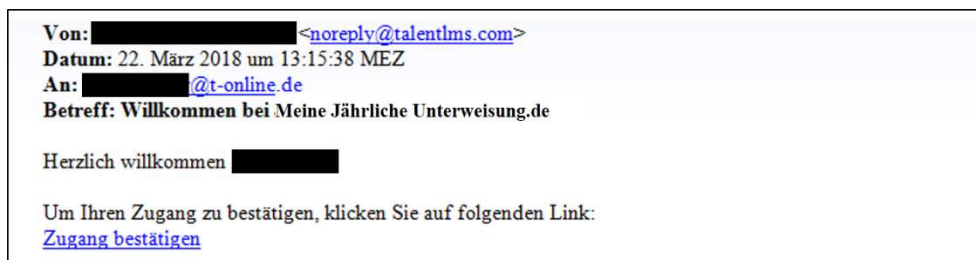 Von: <noreply@talentlms.com>
Datum: 22. März 2018 um 13:15:38 MEZ
An: @t-online.de
Betreff: Willkommen bei Meine Jährliche Unterweisung.de
Herzlich willkommen
Um Ihren Zugang zu bestätigen, klicken Sie auf folgenden Link:
Zugang bestätigen